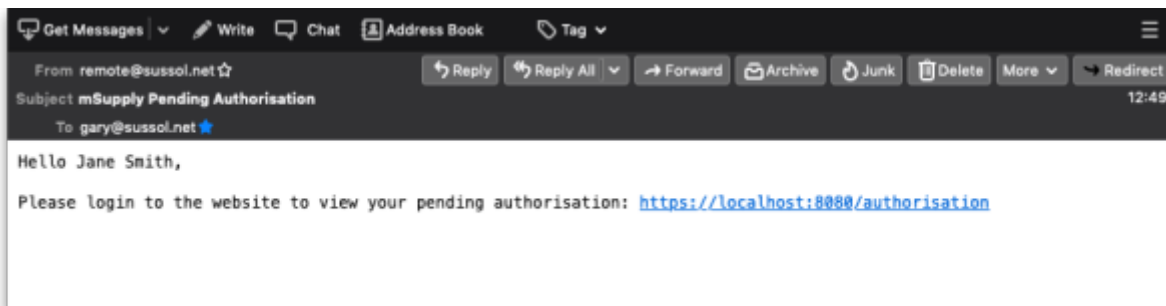 Get Messages Write Chat Address Book Tag
From remote@sussol.net Reply Reply All Forward Archive Junk Delete More Redirect
Subject mSupply Pending Authorisation 12:49
To gary@sussol.net
Hello Jane Smith,
Please login to the website to view your pending authorisation: https://localhost:8080/authorisation